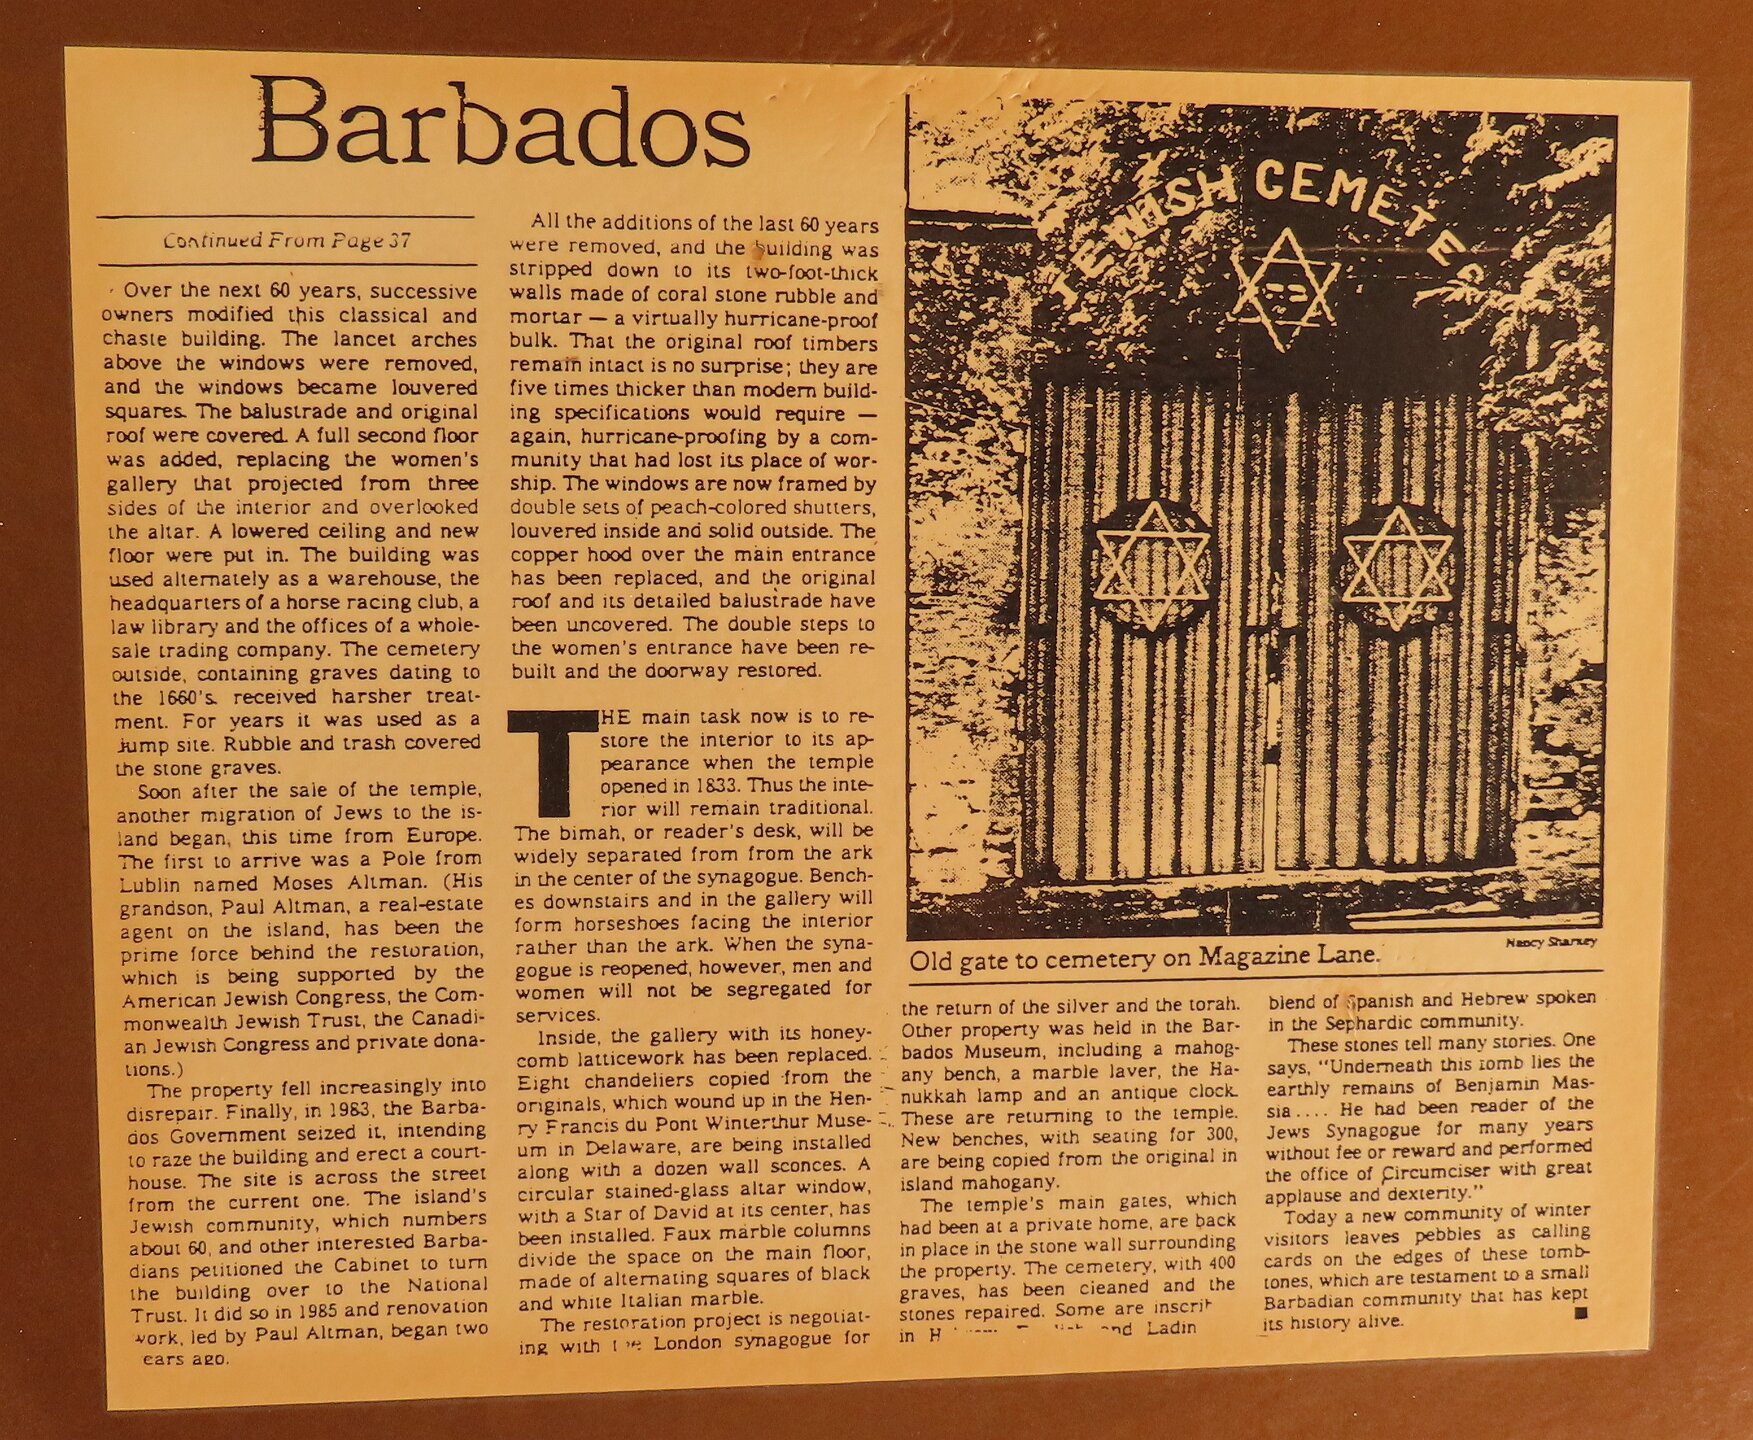 Barbados
Continued From Page 37
Over the next 60 years, successive
owners modified this classical and
chaste building. The lancet arches
above the windows were removed,
and the windows became louvered
squares. The balustrade and original
roof were covered. A full second floor
was added, replacing the women's
gallery that projected from three
sides of the interior and overlooked
the altar. A lowered ceiling and new
floor were put in. The building was
used alternately as a warehouse, the
headquarters of a horse racing club, a
law library and the offices of a whole-
sale trading company. The cemetery
outside, containing graves dating to
the 1660's, received harsher treat-
ment. For years it was used as a
dump site. Rubble and trash covered
the stone graves.
Soon after the sale of the temple,
another migration of Jews to the is-
land began, this time from Europe.
The first to arrive was a Pole from
Lublin named Moses Altman. (His
grandson, Paul Altman, a real-estate
agent on the island, has been the
prime force behind the restoration,
which is being supported by the
American Jewish Congress, the Com-
monwealth Jewish Trust, the Canadi-
an Jewish Congress and private dona-
tions.)
The property fell increasingly into
disrepair. Finally, in 1983, the Barba-
dos Government seized it, intending
to raze the building and erect a court-
house. The site is across the street
from the current one. The island's
Jewish community, which numbers
about 60, and other interested Barba-
dians petitioned the Cabinet to turn
the building over to the National
Trust. It did so in 1985 and renovation
work, led by Paul Altman, began two
ears ago.
All the additions of the last 60 years
were removed, and the building was
stripped down to its two-foot-thick
walls made of coral stone rubble and
mortar — a virtually hurricane-proof
bulk. That the original roof timbers
remain intact is no surprise; they are
five times thicker than modern build-
ing specifications would require —
again, hurricane-proofing by a com-
munity that had lost its place of wor-
ship. The windows are now framed by
double sets of peach-colored shutters,
louvered inside and solid outside. The
copper hood over the main entrance
has been replaced, and the original
roof and its detailed balustrade have
been uncovered. The double steps to
the women's entrance have been re-
built and the doorway restored.
THE main task now is to re-
store the interior to its ap-
pearance when the temple
opened in 1833. Thus the inte-
rior will remain traditional.
The bimah, or reader's desk, will be
widely separated from from the ark
in the center of the synagogue. Bench-
es downstairs and in the gallery will
form horseshoes facing the interior
rather than the ark. When the syna-
gogue is reopened, however, men and
women will not be segregated for
services.
Inside, the gallery with its honey-
comb latticework has been replaced.
Eight chandeliers copied from the
originals, which wound up in the Hen-
ry Francis du Pont Winterthur Muse-
um in Delaware, are being installed
along with a dozen wall sconces. A
circular stained-glass altar window,
with a Star of David at its center, has
been installed. Faux marble columns
divide the space on the main floor,
made of alternating squares of black
and white Italian marble.
The restoration project is negotiat-
ing with the London synagogue for
JEWISH CEMETE
Nancy Sharkey
Old gate to cemetery on Magazine Lane.
the return of the silver and the torah.
Other property was held in the Bar-
bados Museum, including a mahog-
any bench, a marble laver, the Ha-
nukkah lamp and an antique clock.
These are returning to the temple.
New benches, with seating for 300,
are being copied from the original in
island mahogany.
The temple's main gates, which
had been at a private home, are back
in place in the stone wall surrounding
the property. The cemetery, with 400
graves, has been cleaned and the
stones repaired. Some are
in and
blend of Spanish and Hebrew spoken
in the Sephardic community.
These stones tell many stories. One
says, "Underneath this tomb lies the
earthly remains of Benjamin Mas-
sia.... He had been reader of the
Jews Synagogue for many years
without fee or reward and performed
the office of Circumciser with great
applause and dexterity."
Today a new community of winter
visitors leaves pebbles as calling
cards on the edges of these tomb-
tones, which are testament to a small
Barbadian community that has kept
its history alive.